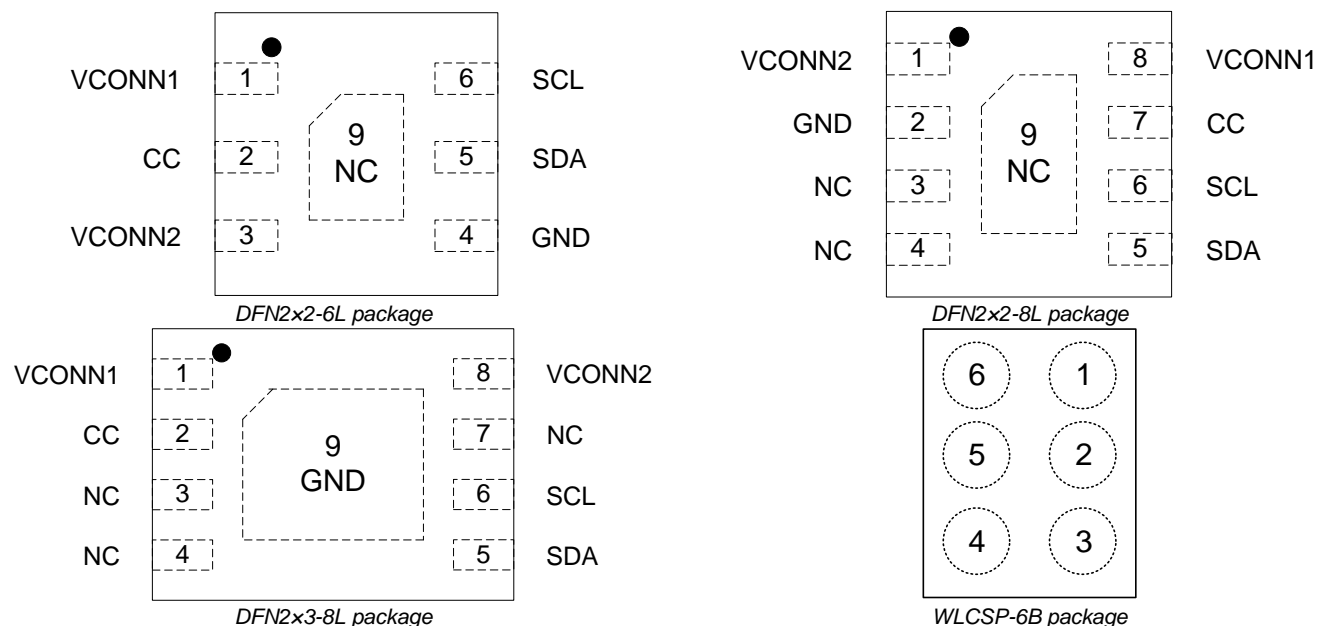 VCONN1 1 6 SCL
CC 2 9 5 SDA
NC
VCONN2 3 4 GND
DFN2×2-6L package
VCONN2 1 8 VCONN1
GND 2 9 7 CC
NC 3 NC 6 SCL
NC 4 5 SDA
DFN2×2-8L package
VCONN1 1 8 VCONN2
CC 2 9 7 NC
GND
NC 3 6 SCL
NC 4 5 SDA
DFN2×3-8L package
6 1
5 2
4 3
WLCSP-6B package